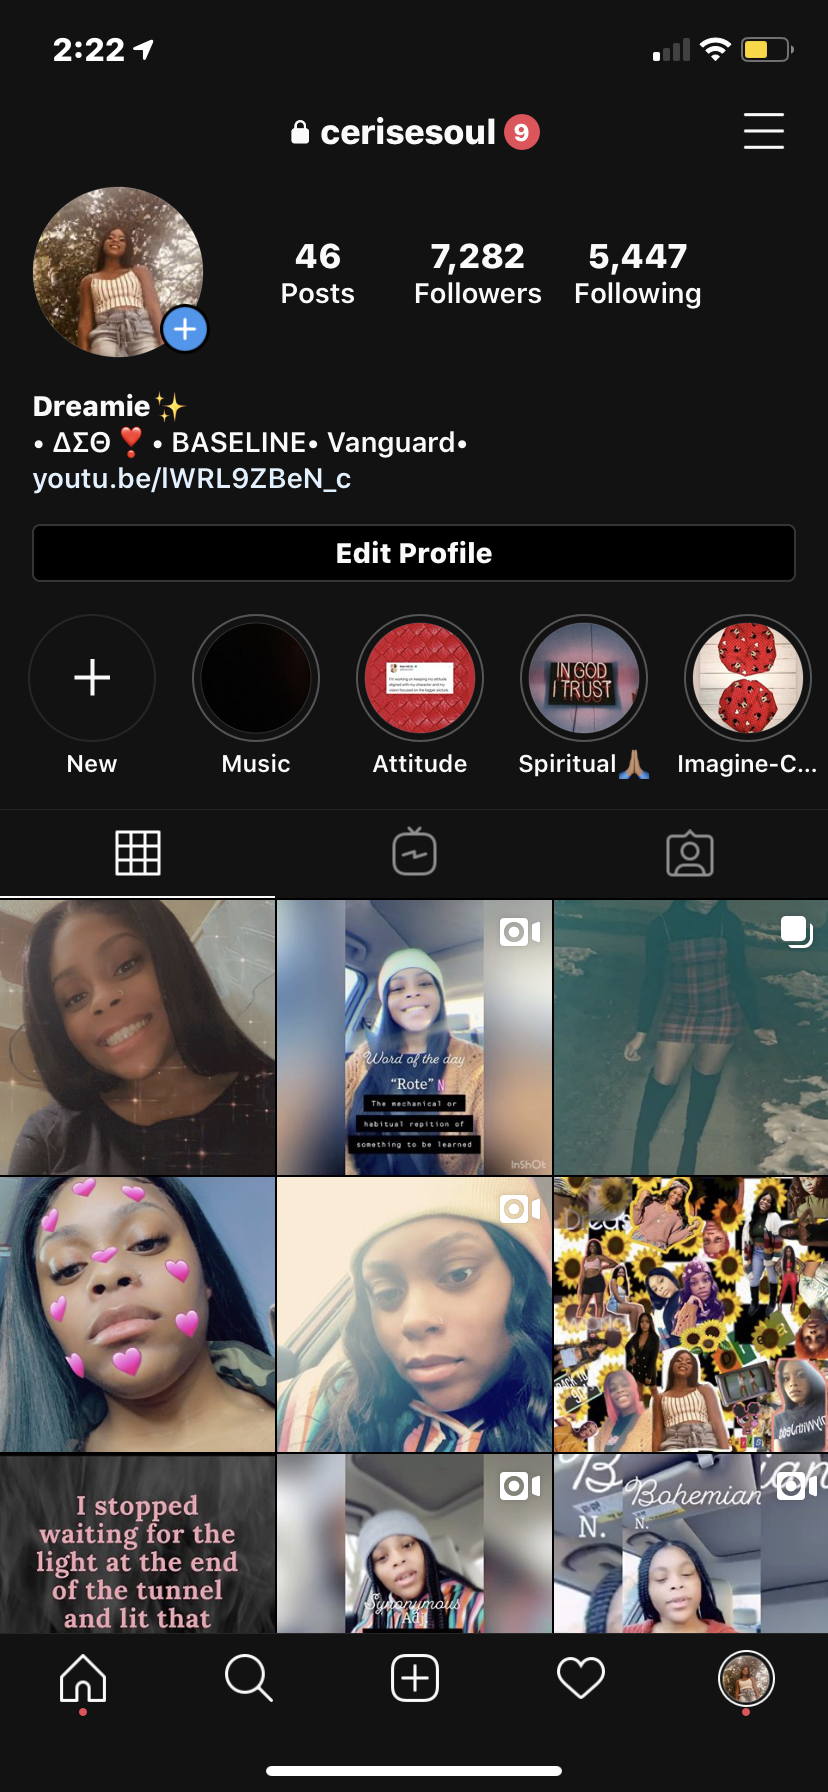 2:22
cerisesoul 9
46 7,282 5,447
Posts Followers Following
Dreamie✨
• ΔΣΘ ❣️ • BASELINE• Vanguard•
youtu.be/lWRL9ZBeN_c
Edit Profile
IN GOD
I TRUST
New Music Attitude Spiritual🙏🏽 Imagine-C...
Word of the day
“Rote” N
The mechanical or
habitual repition of
something to be learned
InShOt
I stopped
waiting for the
light at the end
of the tunnel
and lit that
Synonymous
Adj.
Bohemian
N.
N.